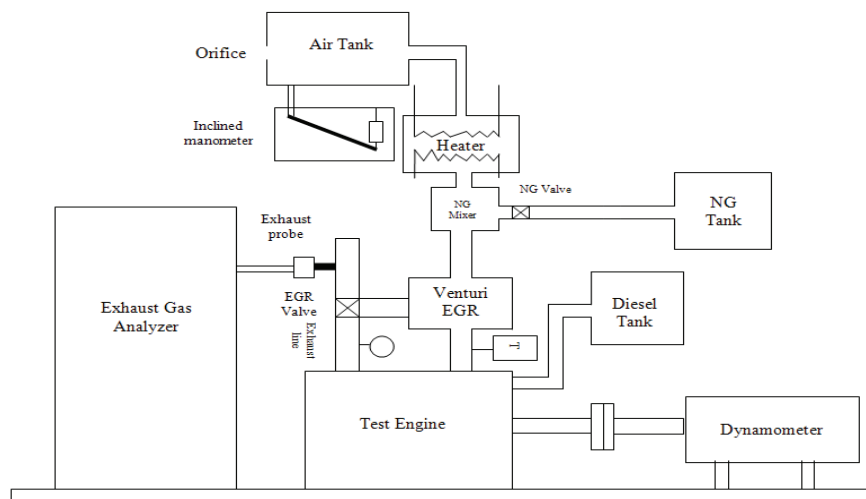 Air Tank
Orifice
Inclined
manometer
Heater
NG Valve
NG
Mixer
NG
Tank
Exhaust
probe
Exhaust Gas
Analyzer
EGR
Valve
Exhaust
line
Venturi
EGR
Diesel
Tank
T
Test Engine
Dynamometer